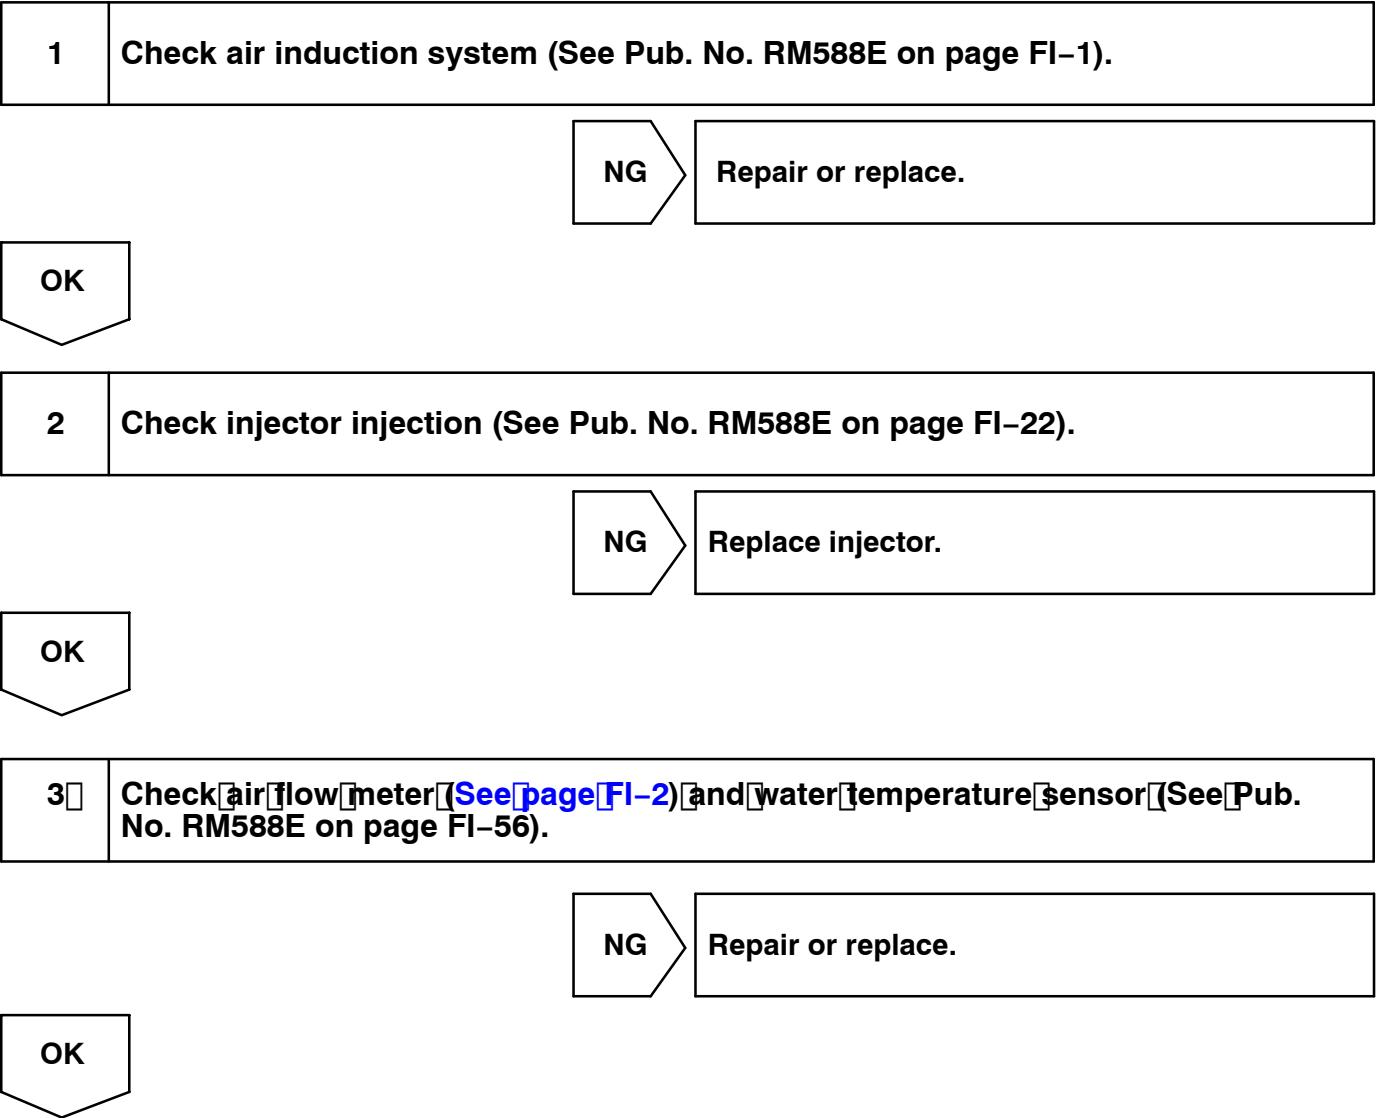 1 Check air induction system (See Pub. No. RM588E on page FI–1).
NG Repair or replace.
OK
2 Check injector injection (See Pub. No. RM588E on page FI–22).
NG Replace injector.
OK
3 Check air flow meter (See page FI–2) and water temperature sensor (See Pub.
No. RM588E on page FI–56).
NG Repair or replace.
OK